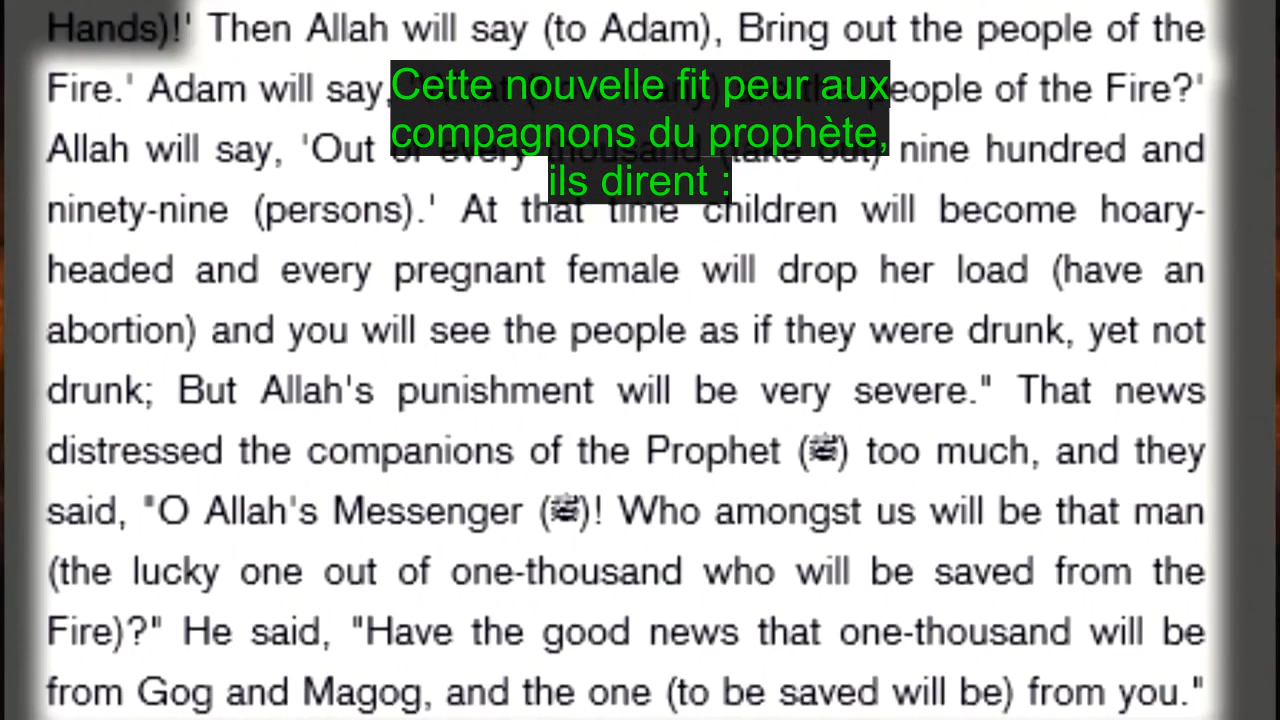 Hands)!' Then Allah will say (to Adam), Bring out the people of the
Fire.' Adam will say, people of the Fire?'
Cette nouvelle fit peur aux
compagnons du prophète,
ils dirent :
Allah will say, 'Out of every thousand (take out) nine hundred and
ninety-nine (persons).' At that time children will become hoary-
headed and every pregnant female will drop her load (have an
abortion) and you will see the people as if they were drunk, yet not
drunk; But Allah's punishment will be very severe." That news
distressed the companions of the Prophet (ﷺ) too much, and they
said, "O Allah's Messenger (ﷺ)! Who amongst us will be that man
(the lucky one out of one-thousand who will be saved from the
Fire)?" He said, "Have the good news that one-thousand will be
from Gog and Magog, and the one (to be saved will be) from you."